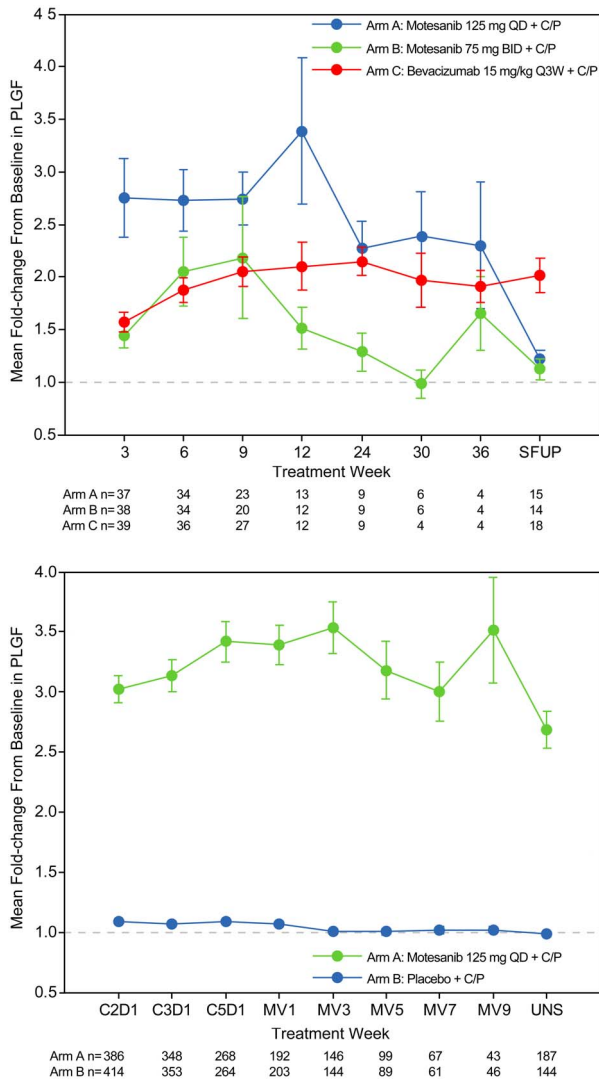 Arm A: Motesanib 125 mg QD + C/P
Arm B: Motesanib 75 mg BID + C/P
Arm C: Bevacizumab 15 mg/kg Q3W + C/P
Mean Fold-change From Baseline in PLGF
5.0
4.5
4.0
3.5
3.0
2.5
2.0
1.5
1.0
0.5
3 6 9 12 24 30 36 SFUP
Treatment Week
Arm A n= 37 34 23 13 9 6 4 15
Arm B n= 38 34 20 12 9 6 4 14
Arm C n= 39 36 27 12 9 4 4 18
Mean Fold-change From Baseline in PLGF
4.0
3.5
3.0
2.5
2.0
1.5
1.0
0.5
Arm A: Motesanib 125 mg QD + C/P
Arm B: Placebo + C/P
C2D1 C3D1 C5D1 MV1 MV3 MV5 MV7 MV9 UNS
Treatment Week
Arm A n= 386 348 268 192 146 99 67 43 187
Arm B n= 414 353 264 203 144 89 61 46 144